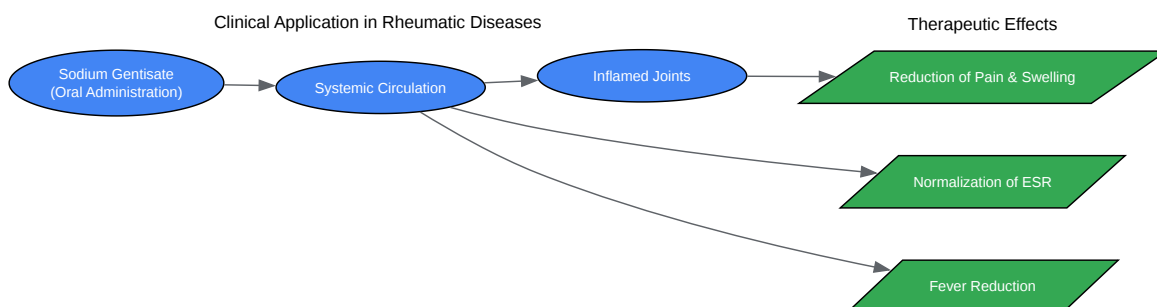 Clinical Application in Rheumatic Diseases
Therapeutic Effects
Sodium Gentisate
(Oral Administration)
Systemic Circulation
Inflamed Joints
Reduction of Pain & Swelling
Normalization of ESR
Fever Reduction